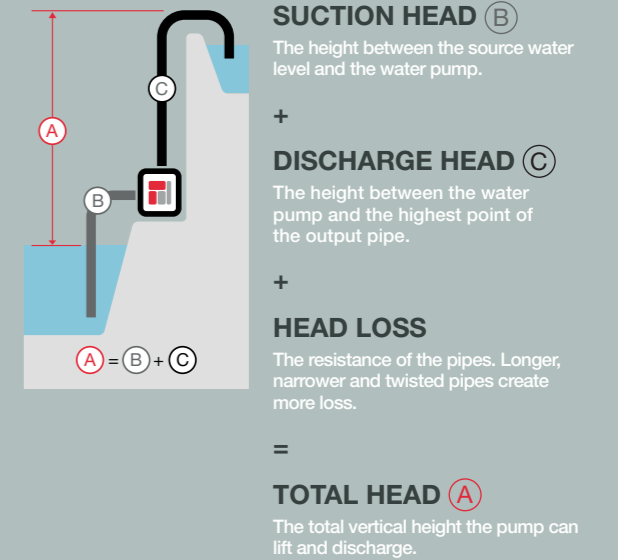 SUCTION HEAD B
The height between the source water
level and the water pump.
+
DISCHARGE HEAD C
The height between the water
pump and the highest point of
the output pipe.
+
HEAD LOSS
The resistance of the pipes. Longer,
narrower and twisted pipes create
more loss.
=
TOTAL HEAD A
The total vertical height the pump can
lift and discharge.
C
A
B
A = B + C